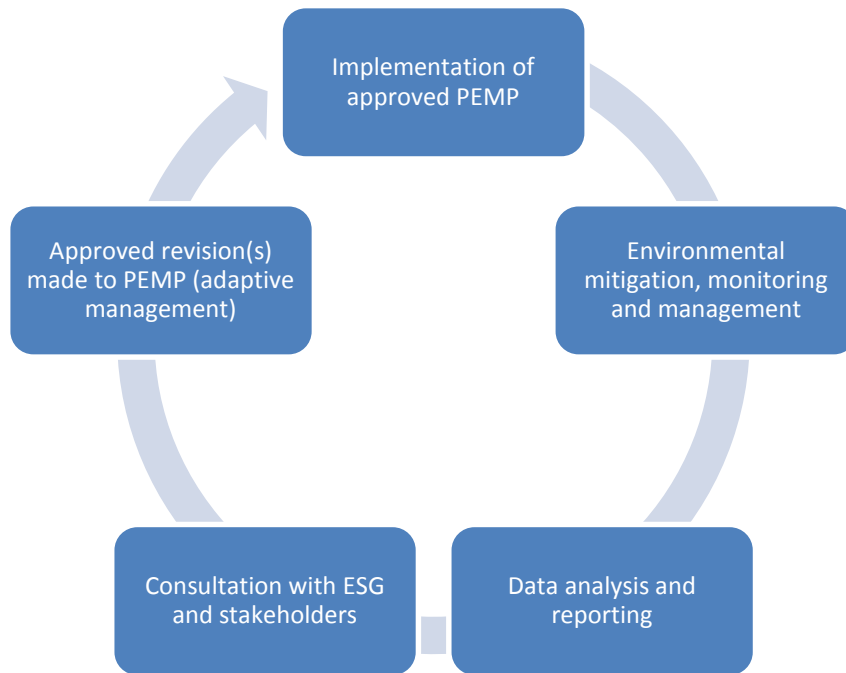 Implementation of
approved PEMP
Environmental
mitigation, monitoring
and management
Data analysis and
reporting
Consultation with ESG
and stakeholders
Approved revision(s)
made to PEMP (adaptive
management)